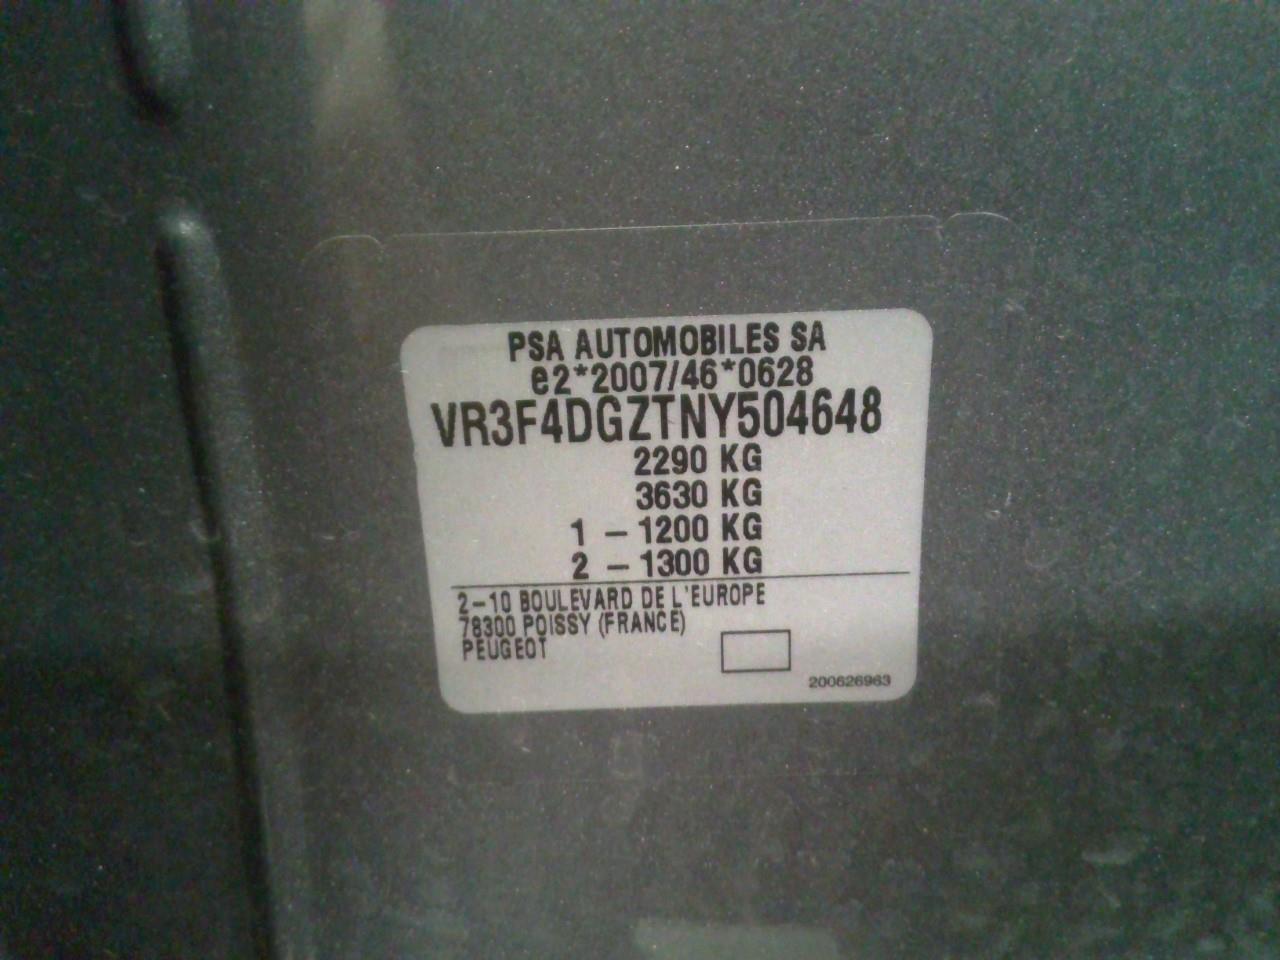 PSA AUTOMOBILES SA
e2*2007/46*0628
VR3F4DGZTNY504648
2290 KG
3630 KG
1 - 1200 KG
2 - 1300 KG
2-10 BOULEVARD DE L'EUROPE
78300 POISSY (FRANCE)
PEUGEOT
200626963